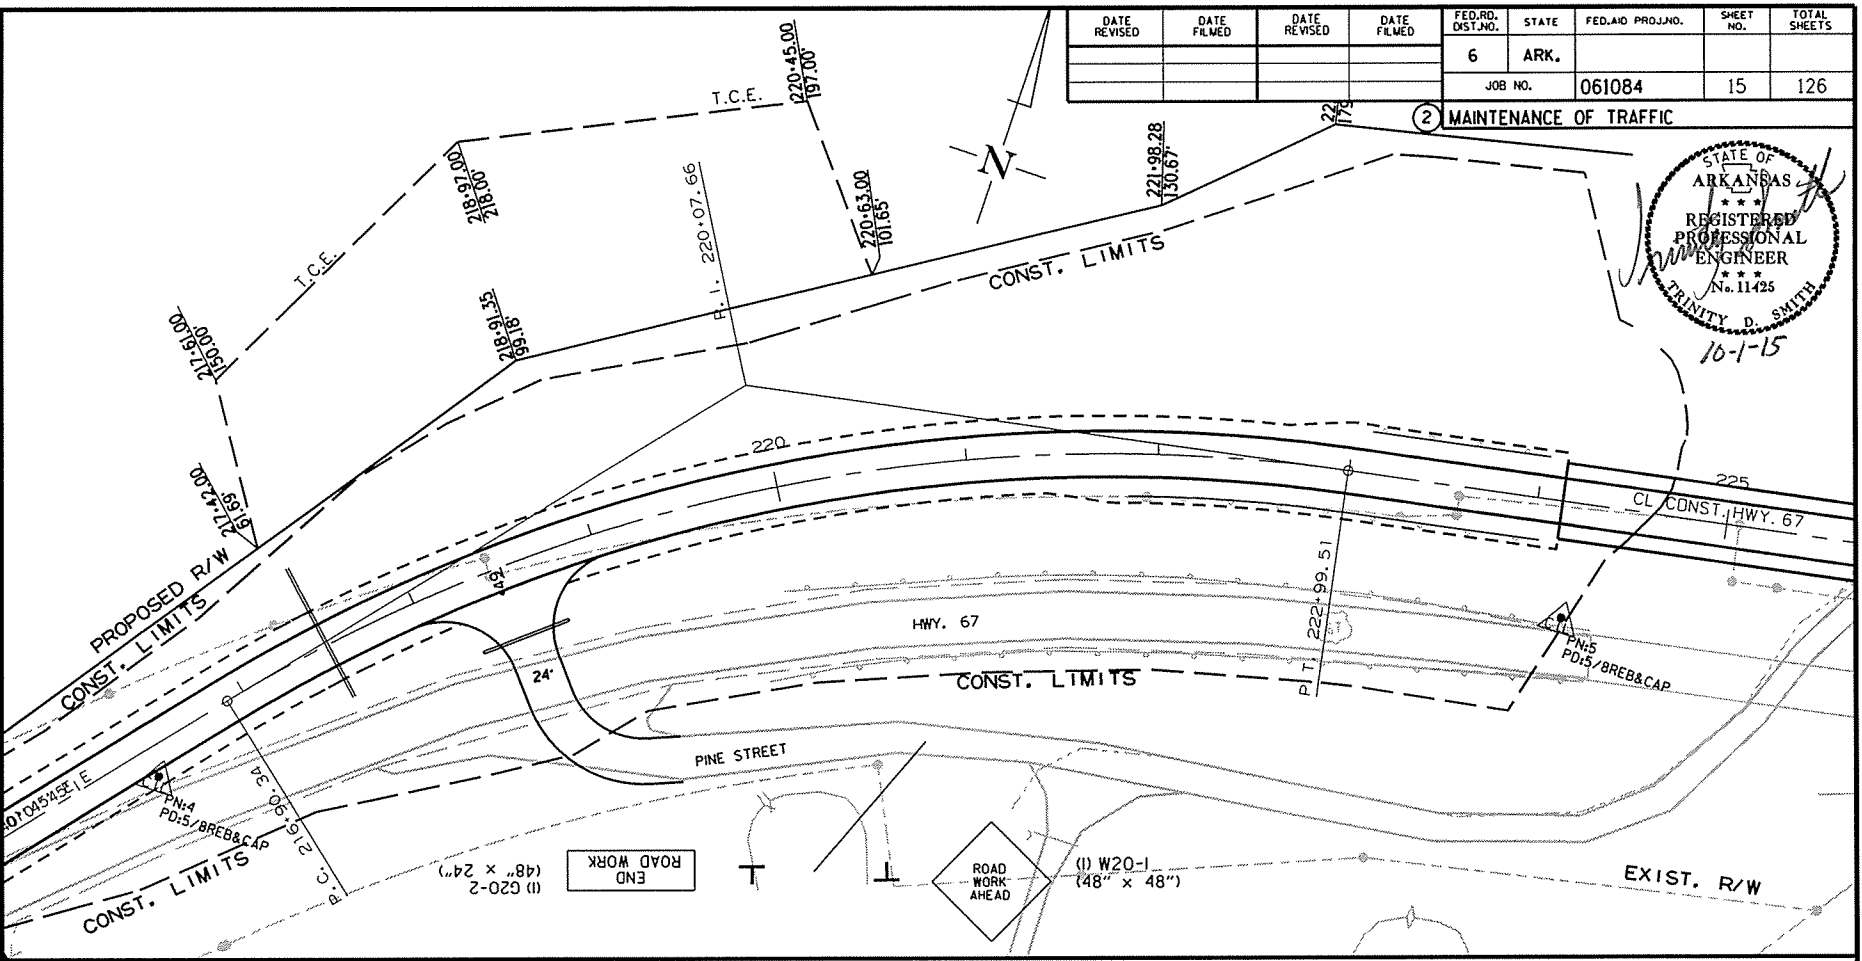 DATE REVISED
DATE FILMED
DATE REVISED
DATE FILMED
FED.RD. DIST.NO.
STATE
FED.AID PROJ.NO.
SHEET NO.
TOTAL SHEETS
6
ARK.
JOB NO.
061084
15
126
2
MAINTENANCE OF TRAFFIC
STATE OF
ARKANSAS
REGISTERED
PROFESSIONAL
ENGINEER
No. 11425
TRINITY D. SMITH
10-1-15
220+45.00
197.00'
T.C.E.
218+97.00
218.00'
T.C.E.
217+61.00
150.00'
217+42.00
61.69'
218+91.35
99.18'
P.I. 220+07.66
220+63.00
101.65'
221+98.28
130.67'
22
179
N
CONST. LIMITS
PROPOSED R/W
CONST. LIMITS
220
225
CL CONST. HWY. 67
449
24'
HWY. 67
CONST. LIMITS
P.T. 222+99.51
PN:5
PD:5/8REB&CAP
PINE STREET
PN:4
PD:5/8REB&CAP
P.C. 216+90.34
CONST. LIMITS
(1) G20-2
(48" x 24")
END
ROAD WORK
ROAD
WORK
AHEAD
(1) W20-1
(48" x 48")
EXIST. R/W